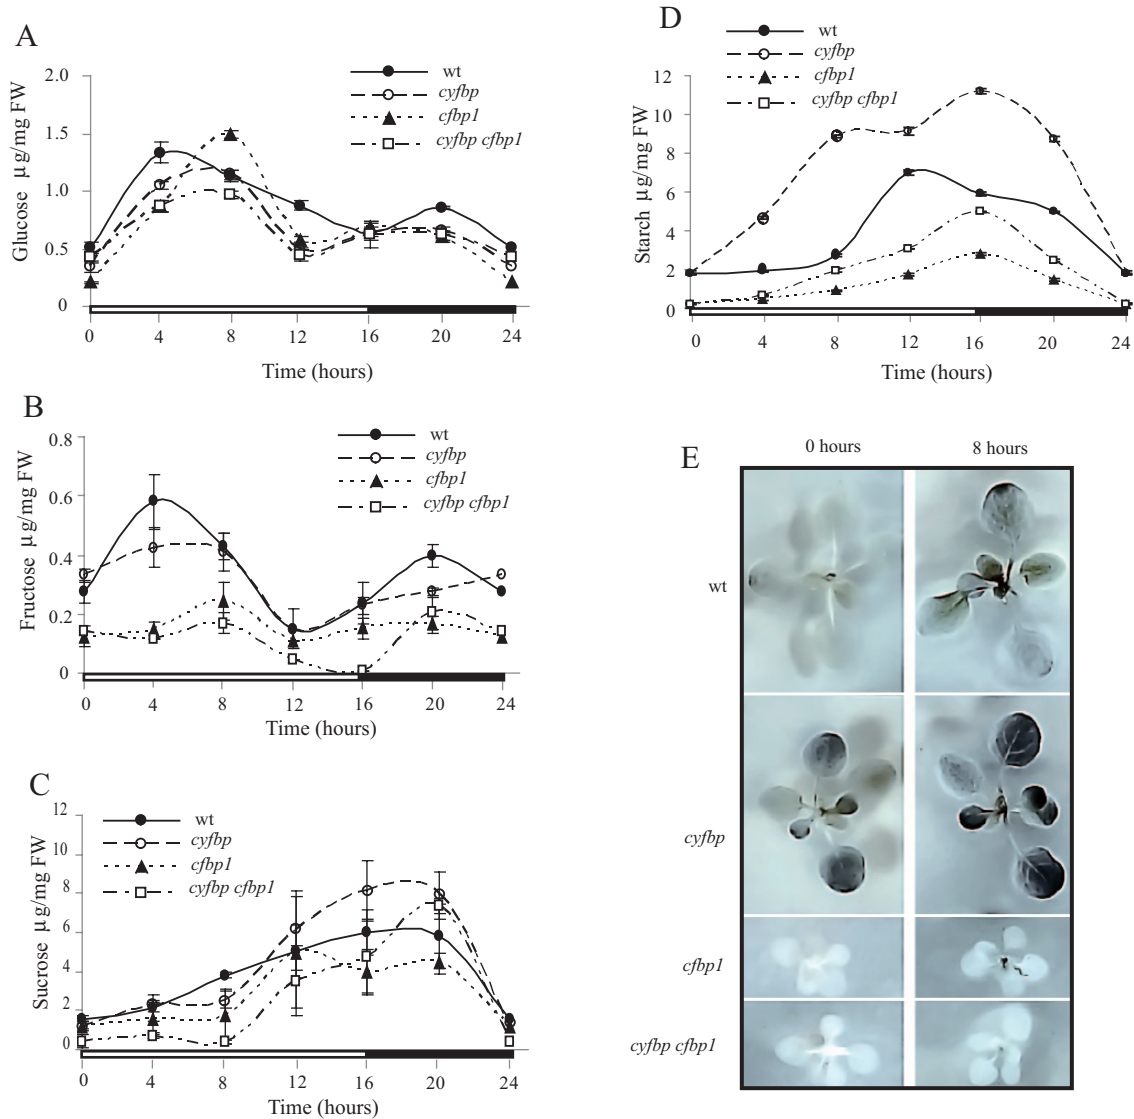 A
wt
cyfbp
cfbp1
cyfbp cfbp1
Glucose μg/mg FW
2.0
1.5
1.0
0.5
0
0 4 8 12 16 20 24
Time (hours)
B
wt
cyfbp
cfbp1
cyfbp cfbp1
Fructose μg/mg FW
0.8
0.6
0.4
0.2
0
0 4 8 12 16 20 24
Time (hours)
C
wt
cyfbp
cfbp1
cyfbp cfbp1
Sucrose μg/mg FW
12
10
8
6
4
2
0
0 4 8 12 16 20 24
Time (hours)
D
wt
cyfbp
cfbp1
cyfbp cfbp1
Starch μg/mg FW
12
10
8
6
4
2
0
0 4 8 12 16 20 24
Time (hours)
E
0 hours 8 hours
wt
cyfbp
cfbp1
cyfbp cfbp1